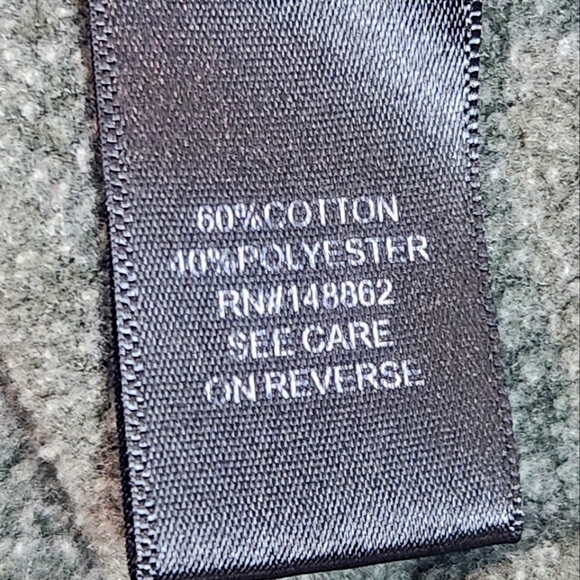 60%COTTON
40%POLYESTER
RN#148862
SEE CARE
ON REVERSE